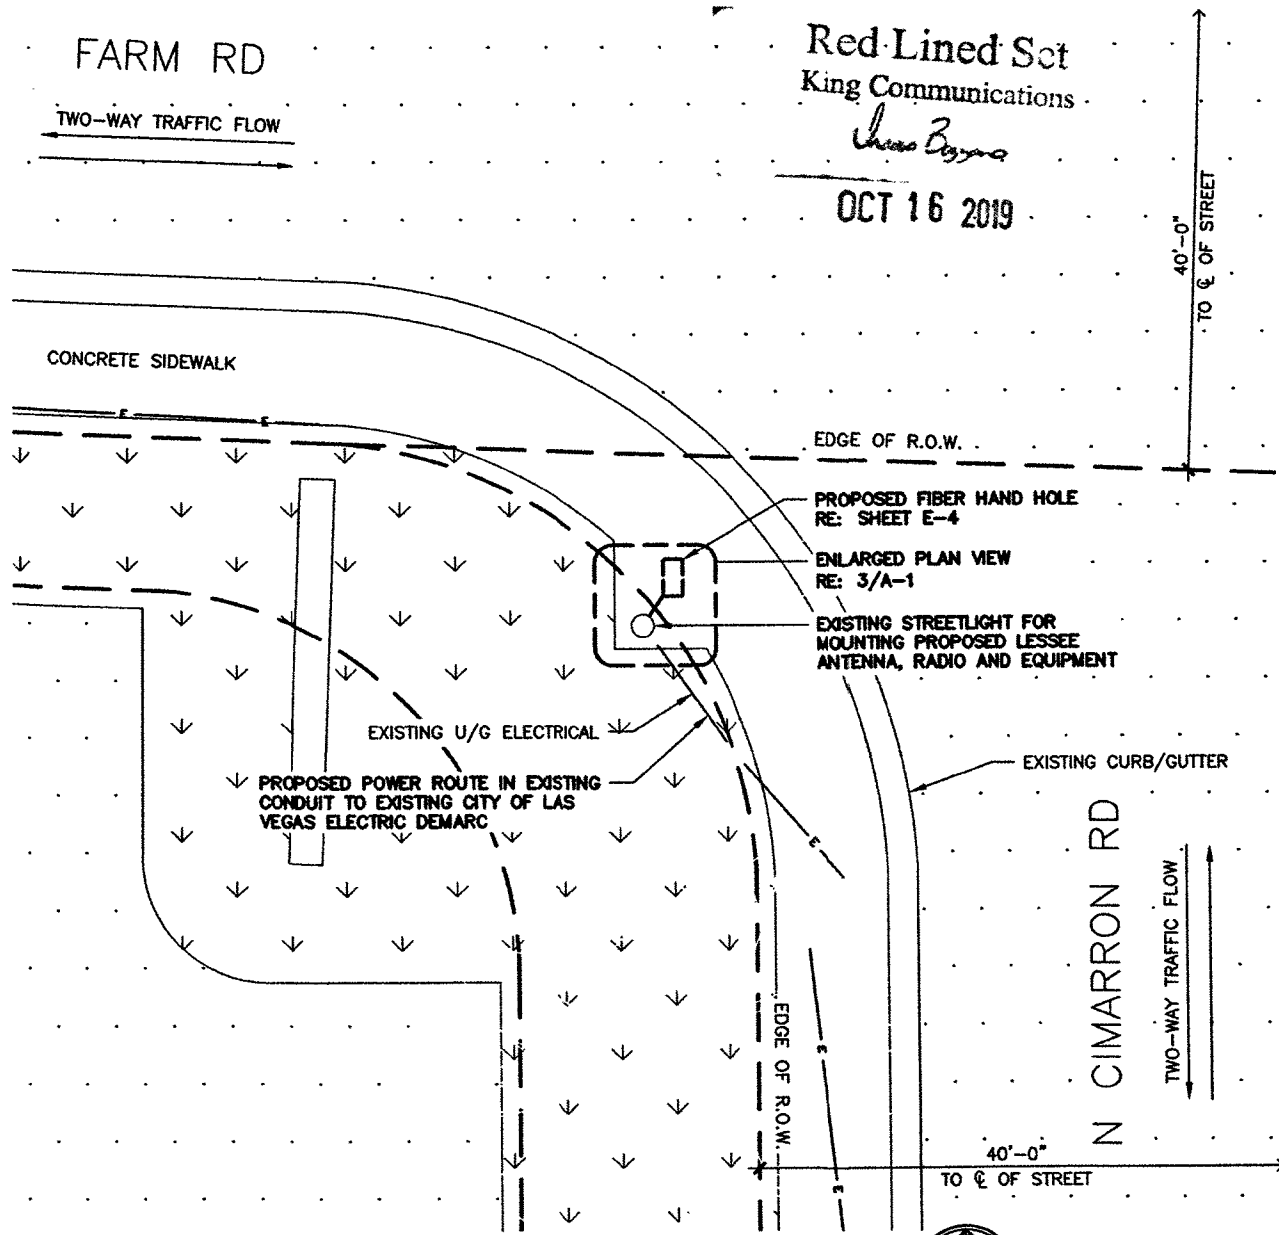 FARM RD
TWO-WAY TRAFFIC FLOW
Red Lined Set
King Communications
OCT 16 2019
40'-0"
TO ℄ OF STREET
CONCRETE SIDEWALK
E
E
EDGE OF R.O.W.
PROPOSED FIBER HAND HOLE
RE: SHEET E-4
ENLARGED PLAN VIEW
RE: 3/A-1
EXISTING STREETLIGHT FOR
MOUNTING PROPOSED LESSEE
ANTENNA, RADIO AND EQUIPMENT
EXISTING U/G ELECTRICAL
PROPOSED POWER ROUTE IN EXISTING
CONDUIT TO EXISTING CITY OF LAS
VEGAS ELECTRIC DEMARC
EXISTING CURB/GUTTER
E
N CIMARRON RD
TWO-WAY TRAFFIC FLOW
EDGE OF R.O.W.
E
E
40'-0"
TO ℄ OF STREET